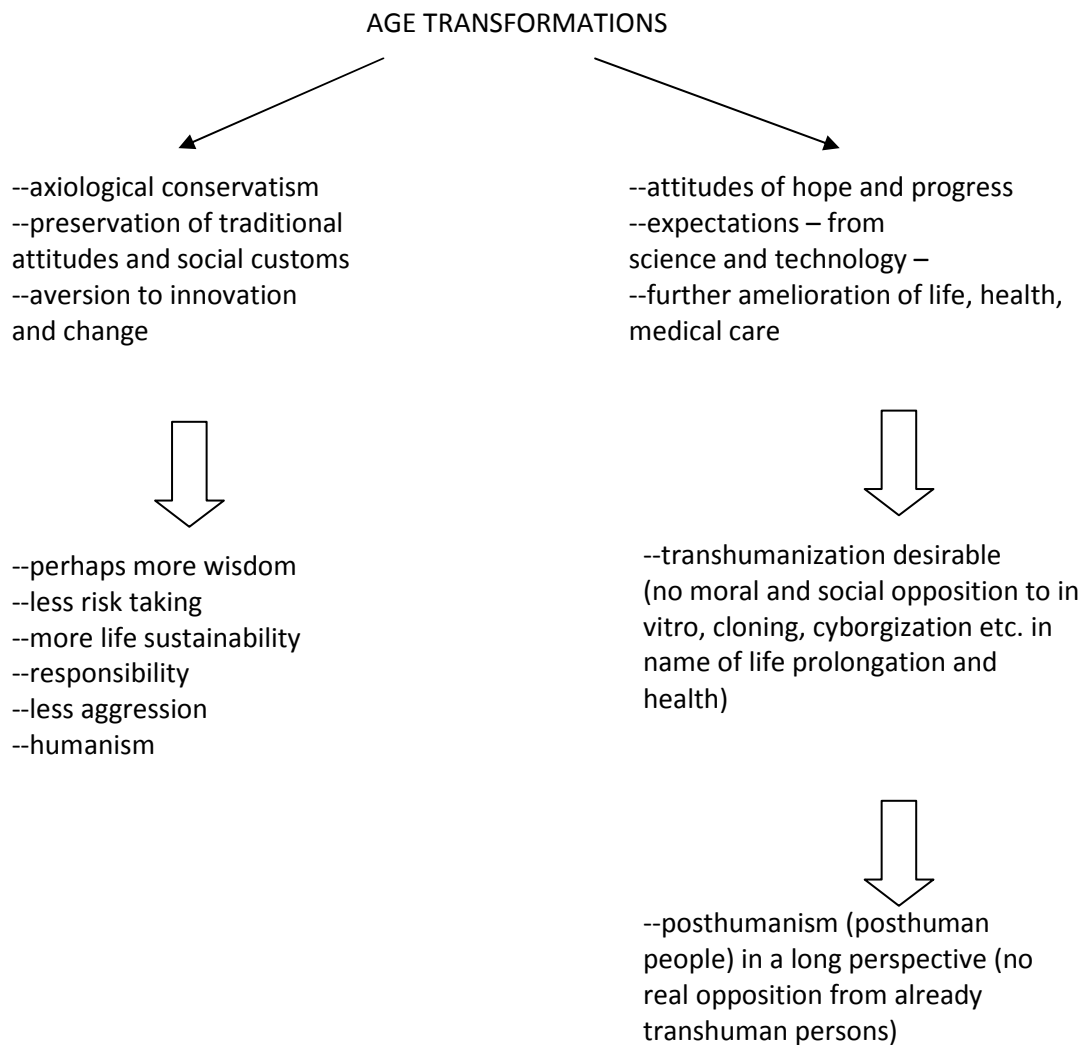 AGE TRANSFORMATIONS
--axiological conservatism
--preservation of traditional
attitudes and social customs
--aversion to innovation
and change
--attitudes of hope and progress
--expectations – from
science and technology –
--further amelioration of life, health,
medical care
--perhaps more wisdom
--less risk taking
--more life sustainability
--responsibility
--less aggression
--humanism
--transhumanization desirable
(no moral and social opposition to in
vitro, cloning, cyborgization etc. in
name of life prolongation and
health)
--posthumanism (posthuman
people) in a long perspective (no
real opposition from already
transhuman persons)